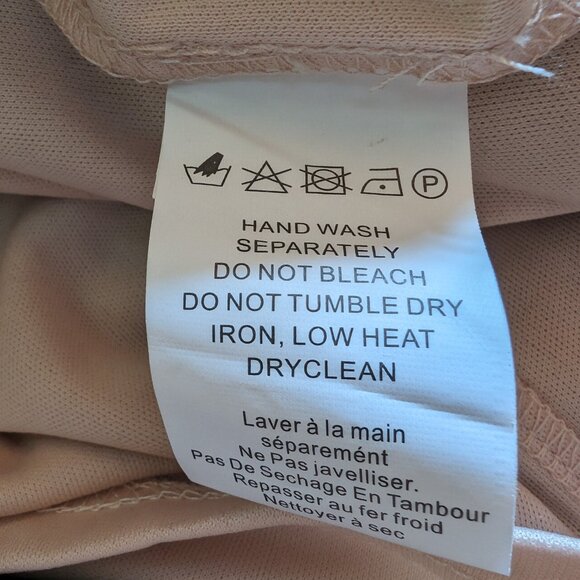 P
HAND WASH
SEPARATELY
DO NOT BLEACH
DO NOT TUMBLE DRY
IRON, LOW HEAT
DRYCLEAN
Laver à la main
séparement
Ne Pas javelliser.
Pas De Sechage En Tambour
Repasser au fer froid
Nettoyer à sec